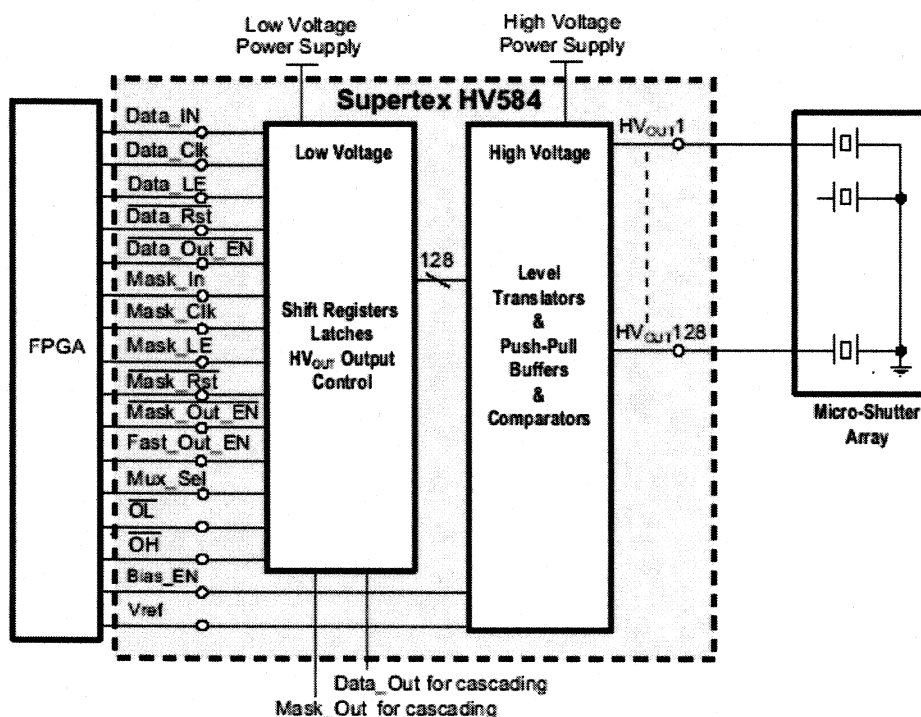 Low Voltage
Power Supply
High Voltage
Power Supply
Supertex HV584
FPGA
Data_IN
Data_Clk
Data_LE
Data_Rst
Data_Out_EN
Mask_In
Mask_Clk
Mask_LE
Mask_Rst
Mask_Out_EN
Fast_Out_EN
Mux_Sel
OL
OH
Bias_EN
Vref
Low Voltage
Shift Registers
Latches
HVOUT Output
Control
128
High Voltage
Level
Translators
&
Push-Pull
Buffers
&
Comparators
HVOUT1
HVOUT128
Micro-Shutter
Array
Data_Out for cascading
Mask_Out for cascading